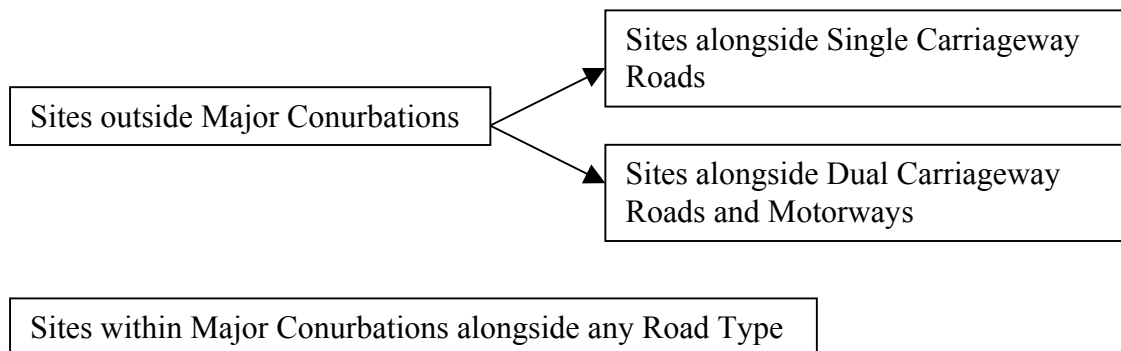 Sites outside Major Conurbations
Sites alongside Single Carriageway
Roads
Sites alongside Dual Carriageway
Roads and Motorways
Sites within Major Conurbations alongside any Road Type